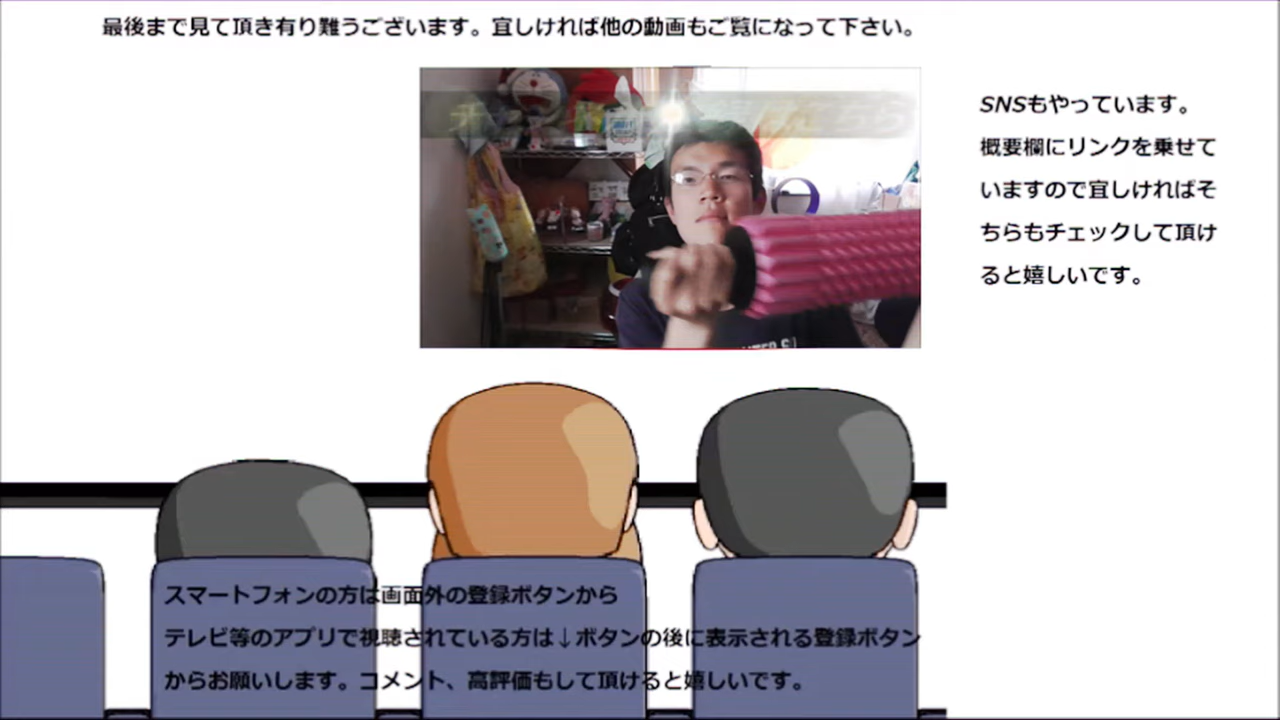 最後まで見て頂き有り難うございます。宜しければ他の動画もご覧になって下さい。
SNSもやっています。
概要欄にリンクを乗せて
いますので宜しければそ
ちらもチェックして頂け
ると嬉しいです。
スマートフォンの方は画面外の登録ボタンから
テレビ等のアプリで視聴されている方は↓ボタンの後に表示される登録ボタン
からお願いします。コメント、高評価もして頂けると嬉しいです。